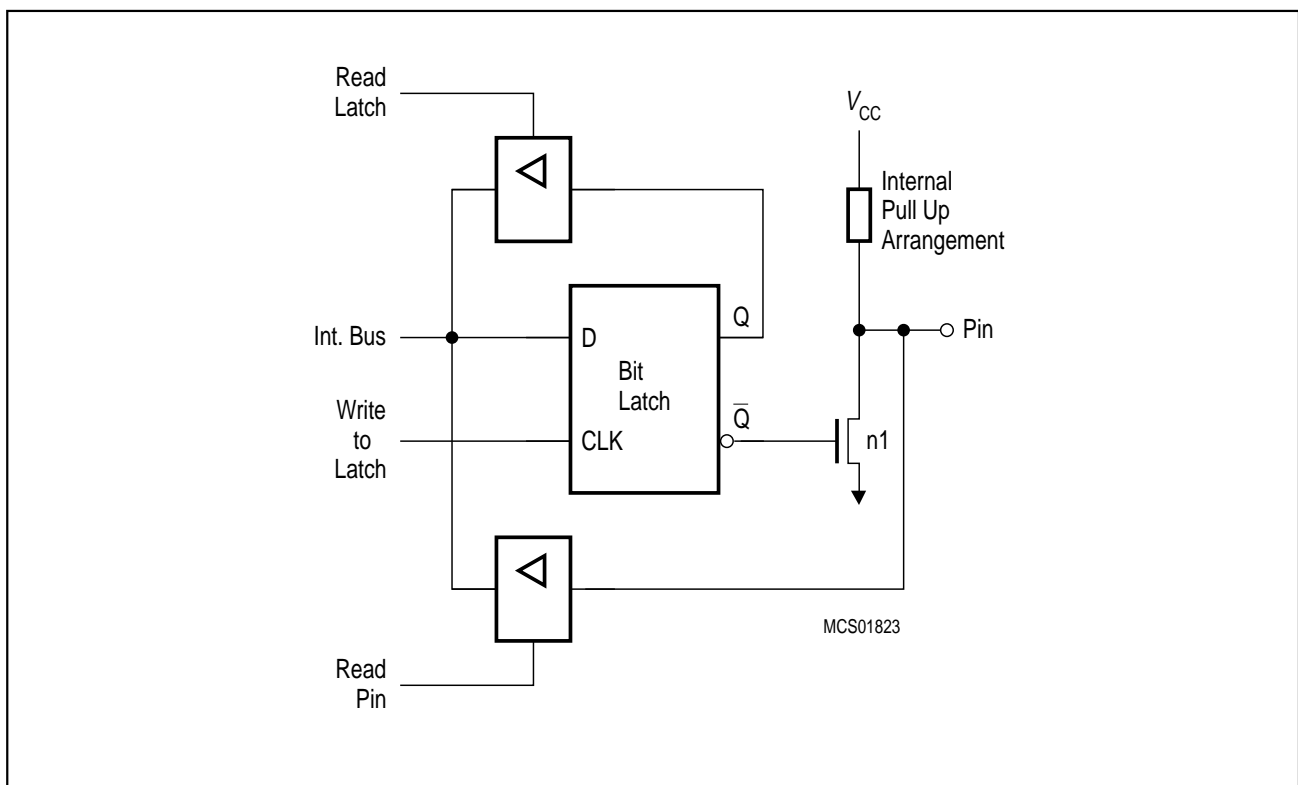 Read
Latch
V_CC
Internal
Pull Up
Arrangement
Q
Int. Bus
D
Pin
Bit
Latch
Q̅
Write
to
Latch
CLK
n1
MCS01823
Read
Pin